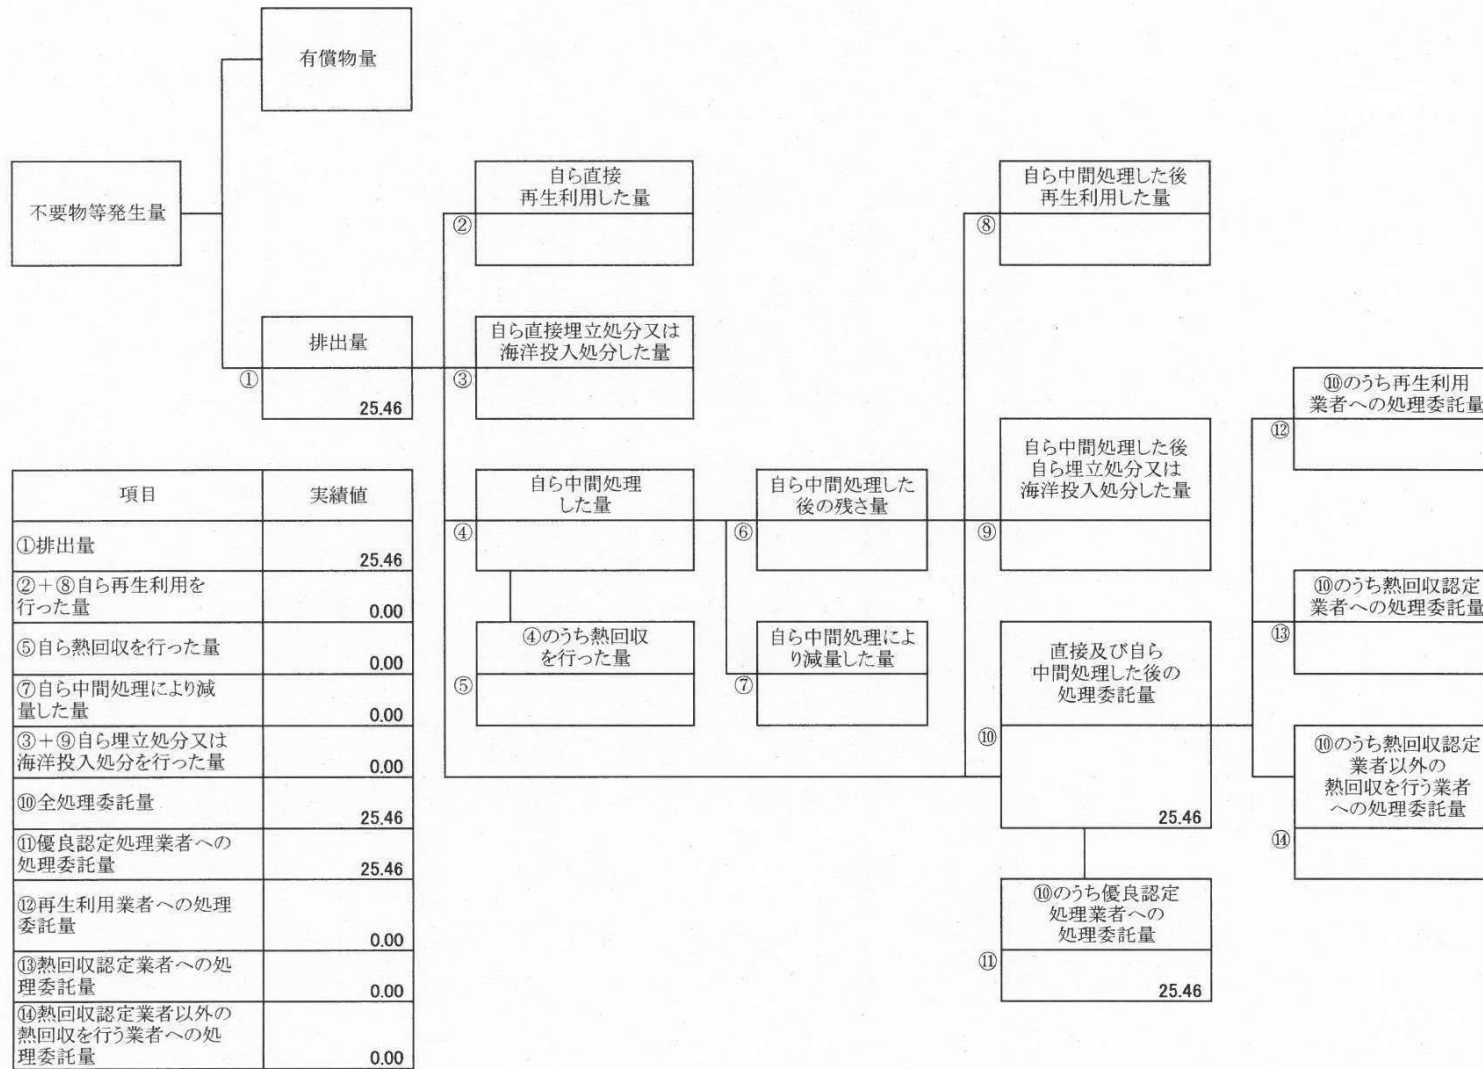 有償物量
不要物等発生量
排出量
①
25.46
自ら直接
再生利用した量
②
自ら直接埋立処分又は
海洋投入処分した量
③
自ら中間処理
した量
④
④のうち熱回収
を行った量
⑤
自ら中間処理した
後の残さ量
⑥
自ら中間処理によ
り減量した量
⑦
自ら中間処理した後
再生利用した量
⑧
自ら中間処理した後
自ら埋立処分又は
海洋投入処分した量
⑨
直接及び自ら
中間処理した後の
処理委託量
⑩
25.46
⑩のうち優良認定
処理業者への
処理委託量
⑪
25.46
⑩のうち再生利用
業者への処理委託量
⑫
⑩のうち熱回収認定
業者への処理委託量
⑬
⑩のうち熱回収認定
業者以外の
熱回収を行う業者
への処理委託量
⑭
項目 実績値
①排出量 25.46
②+⑧自ら再生利用を
行った量 0.00
⑤自ら熱回収を行った量 0.00
⑦自ら中間処理により減
量した量 0.00
③+⑨自ら埋立処分又は
海洋投入処分を行った量 0.00
⑩全処理委託量 25.46
⑪優良認定処理業者への
処理委託量 25.46
⑫再生利用業者への処理
委託量 0.00
⑬熱回収認定業者への処
理委託量 0.00
⑭熱回収認定業者以外の
熱回収を行う業者への処
理委託量 0.00